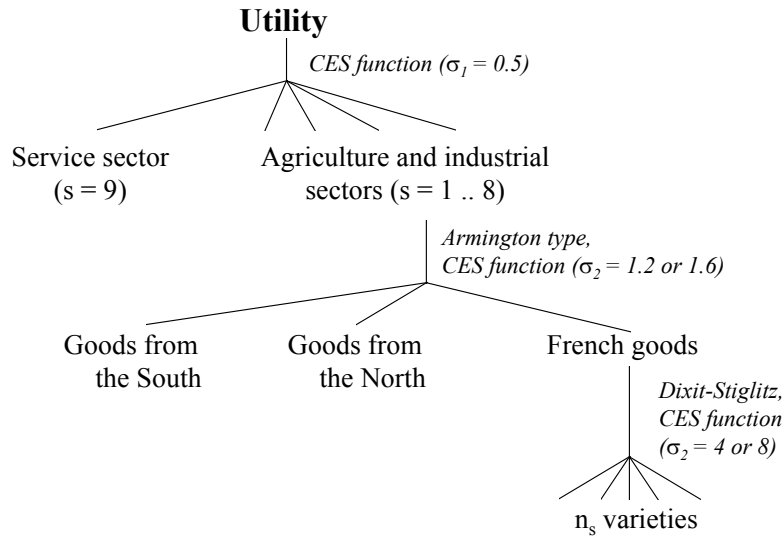 Utility
CES function (σ₁ = 0.5)
Service sector
(s = 9)
Agriculture and industrial
sectors (s = 1 .. 8)
Armington type,
CES function (σ₂ = 1.2 or 1.6)
Goods from
the South
Goods from
the North
French goods
Dixit-Stiglitz,
CES function
(σ₂ = 4 or 8)
nₛ varieties